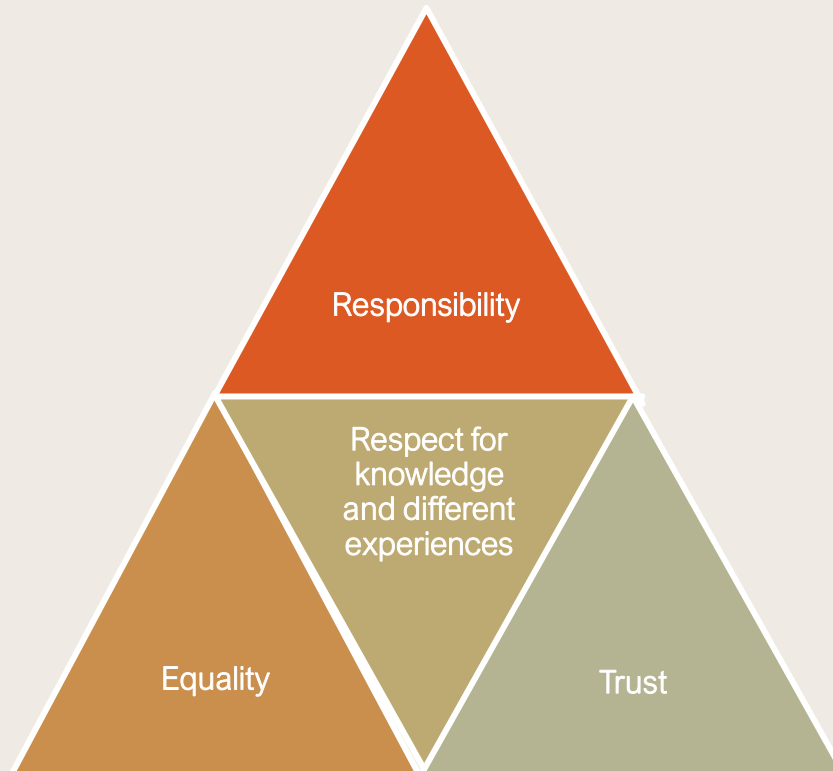 Responsibility
Respect for
knowledge
and different
experiences
Equality
Trust